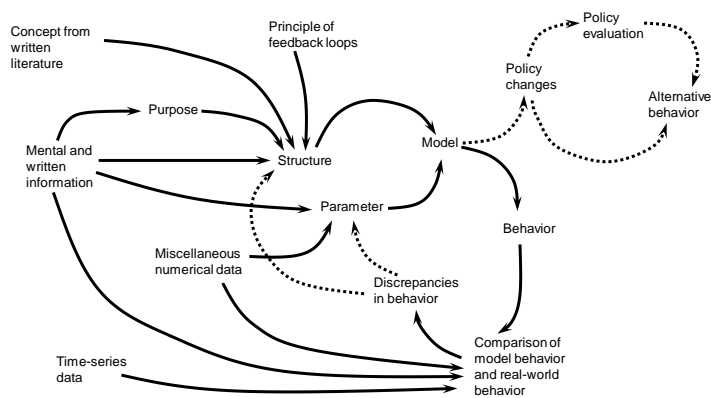 Concept from
written
literature
Principle of
feedback loops
Policy
evaluation
Policy
changes
Alternative
behavior
Purpose
Mental and
written
information
Structure
Model
Parameter
Behavior
Miscellaneous
numerical data
Discrepancies
in behavior
Time-series
data
Comparison of
model behavior
and real-world
behavior